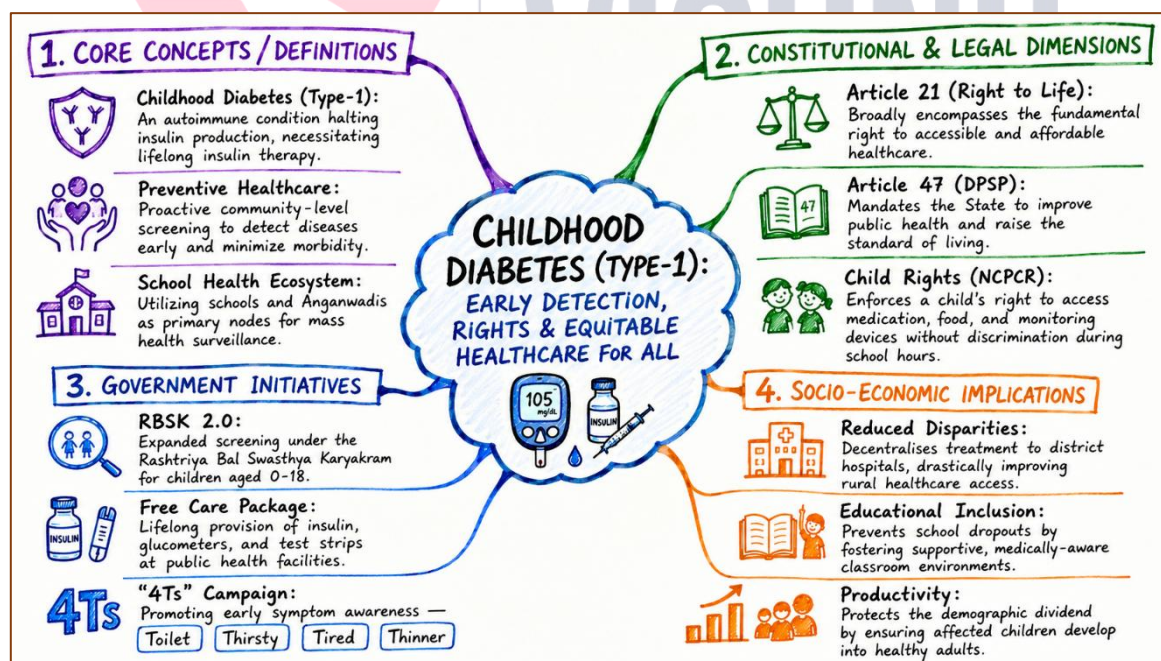 1. CORE CONCEPTS / DEFINITIONS
Childhood Diabetes (Type-1):
An autoimmune condition halting
insulin production, necessitating
lifelong insulin therapy.
Preventive Healthcare:
Proactive community-level
screening to detect diseases
early and minimize morbidity.
School Health Ecosystem:
Utilizing schools and Anganwadis
as primary nodes for mass
health surveillance.
2. CONSTITUTIONAL & LEGAL DIMENSIONS
Article 21 (Right to Life):
Broadly encompasses the fundamental
right to accessible and affordable
healthcare.
47
Article 47 (DPSP):
Mandates the State to improve
public health and raise the
standard of living.
Child Rights (NCPCR):
Enforces a child's right to access
medication, food, and monitoring
devices without discrimination during
school hours.
CHILDHOOD
DIABETES (TYPE-1):
EARLY DETECTION,
RIGHTS & EQUITABLE
HEALTHCARE FOR ALL
105
mg/dL
INSULIN
3. GOVERNMENT INITIATIVES
RBSK 2.0:
Expanded screening under the
Rashtriya Bal Swasthya Karyakram
for children aged 0-18.
INSULIN
Free Care Package:
Lifelong provision of insulin,
glucometers, and test strips
at public health facilities.
4Ts
"4Ts" Campaign:
Promoting early symptom awareness —
Toilet Thirsty Tired Thinner
4. SOCIO-ECONOMIC IMPLICATIONS
Reduced Disparities:
Decentralises treatment to district
hospitals, drastically improving
rural healthcare access.
Educational Inclusion:
Prevents school dropouts by
fostering supportive, medically-aware
classroom environments.
Productivity:
Protects the demographic dividend
by ensuring affected children develop
into healthy adults.